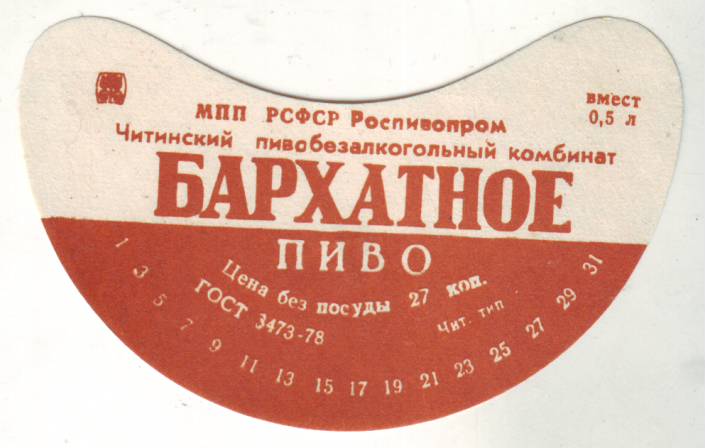 вмест
0,5 л
МПП РСФСР Роспивопром
Читинский пивобезалкогольный комбинат
БАРХАТНОЕ
ПИВО
Цена без посуды 27 коп.
ГОСТ 3473-78
Чит. тип
1 3 5 7 9 11 13 15 17 19 21 23 25 27 29 31